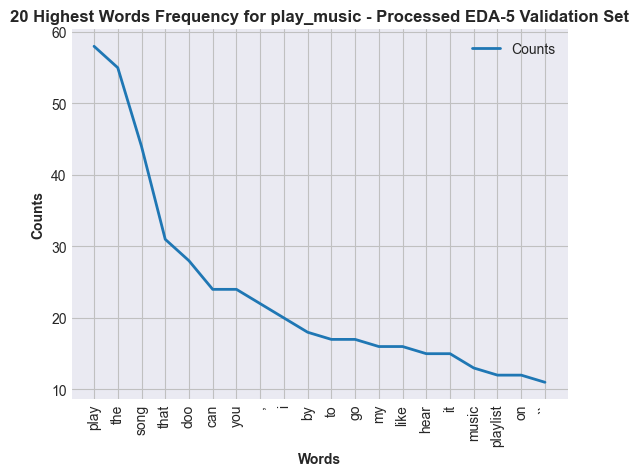 20 Highest Words Frequency for play_music - Processed EDA-5 Validation Set
Counts
60
50
40
30
20
10
Counts
play
the
song
that
doo
can
you
,
i
by
to
go
my
like
hear
it
music
playlist
on
``
Words